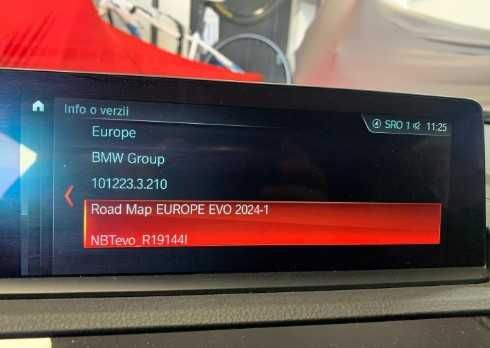 Info o verzii
④ SRO 1 11:25
Europe
BMW Group
101223.3.210
Road Map EUROPE EVO 2024-1
NBTevo_R19144I